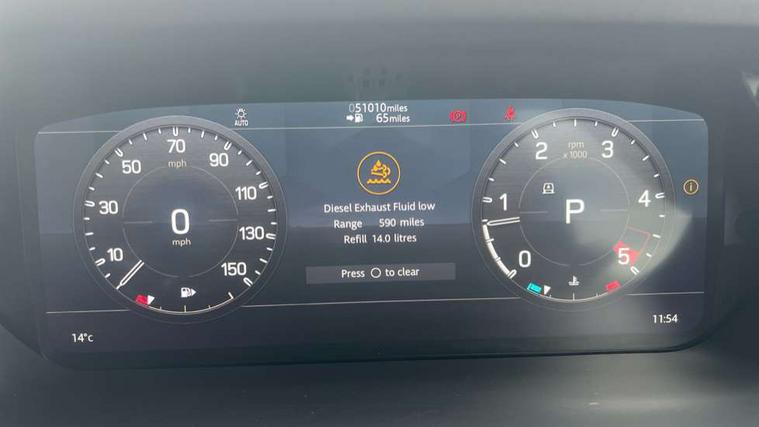 AUTO
051010miles
65miles
70
mph
50
90
30
110
10
130
150
0
mph
Diesel Exhaust Fluid low
Range 590 miles
Refill 14.0 litres
Press O to clear
2
3
rpm
x 1000
1
4
0
5
P
14°c
11:54